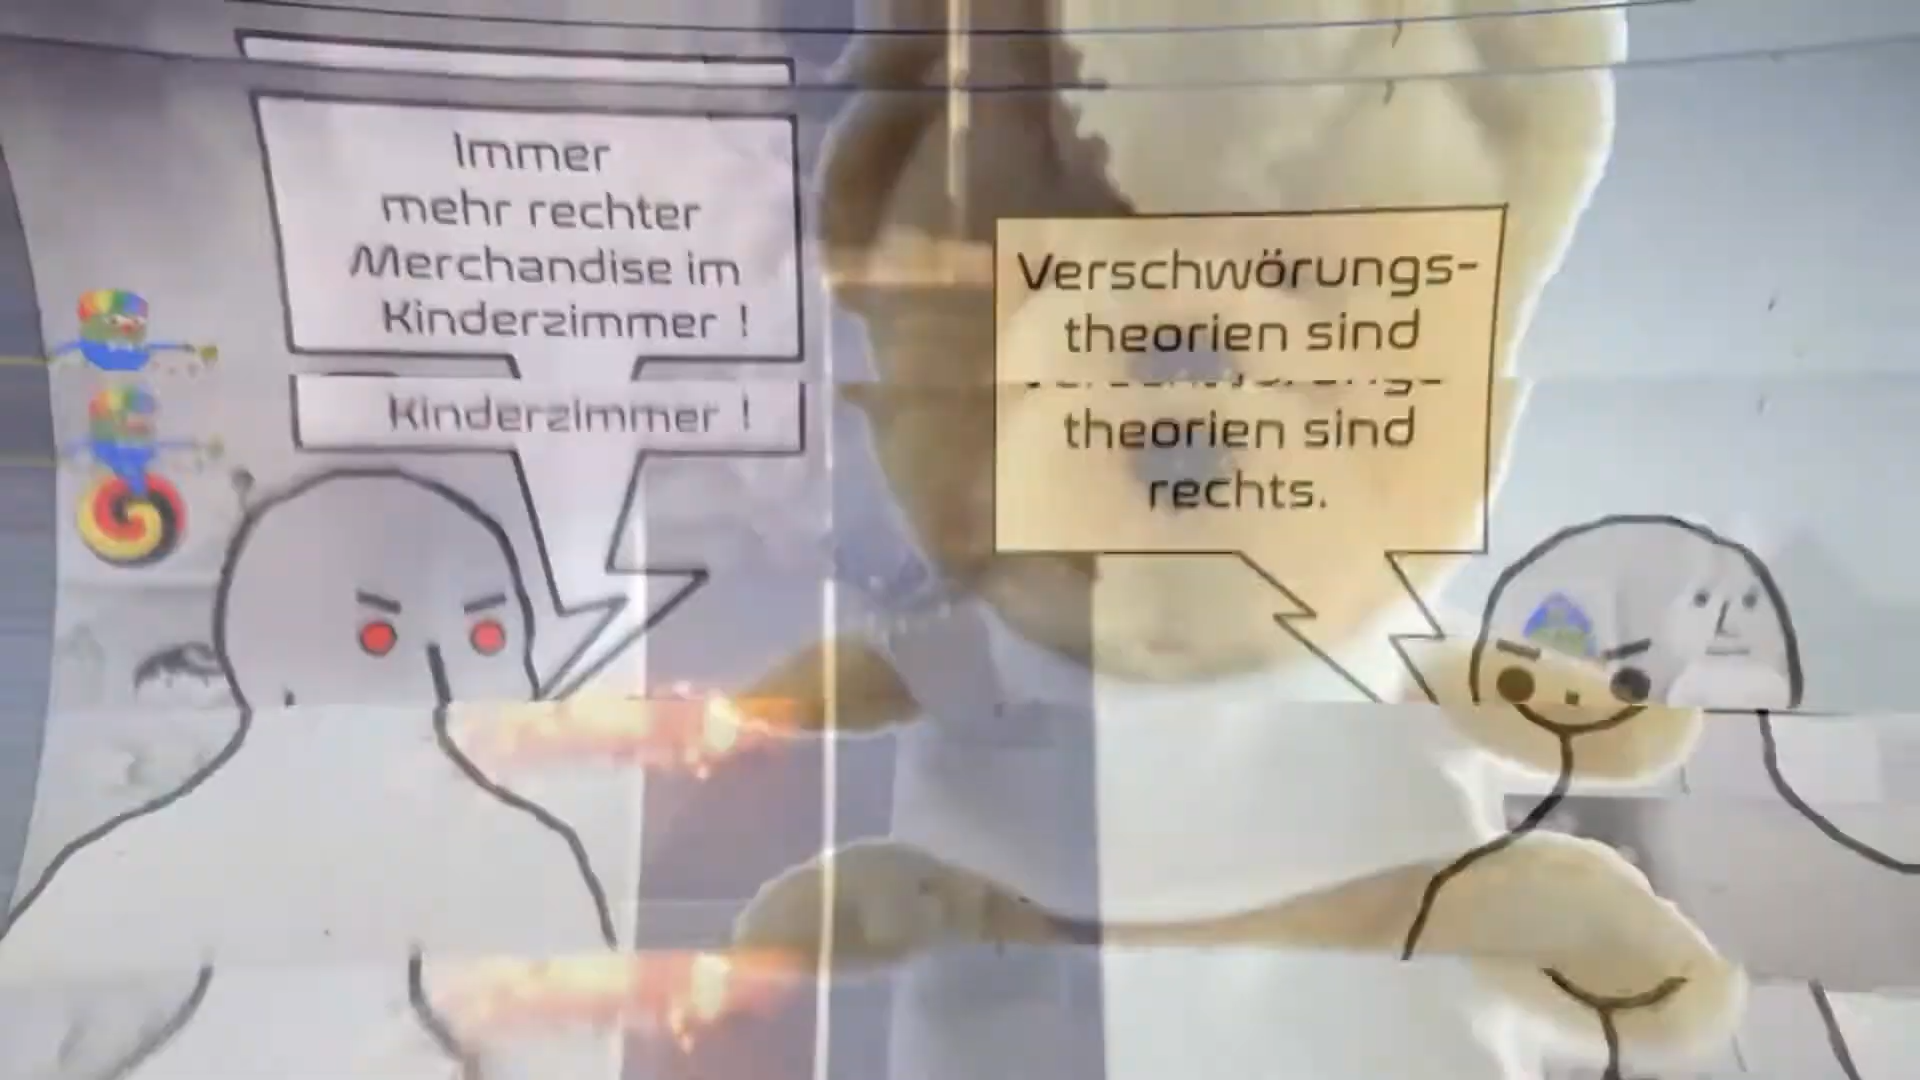 Immer
mehr rechter
Merchandise im
Kinderzimmer !
Kinderzimmer !
Verschwörungs-
theorien sind
theorien sind
rechts.